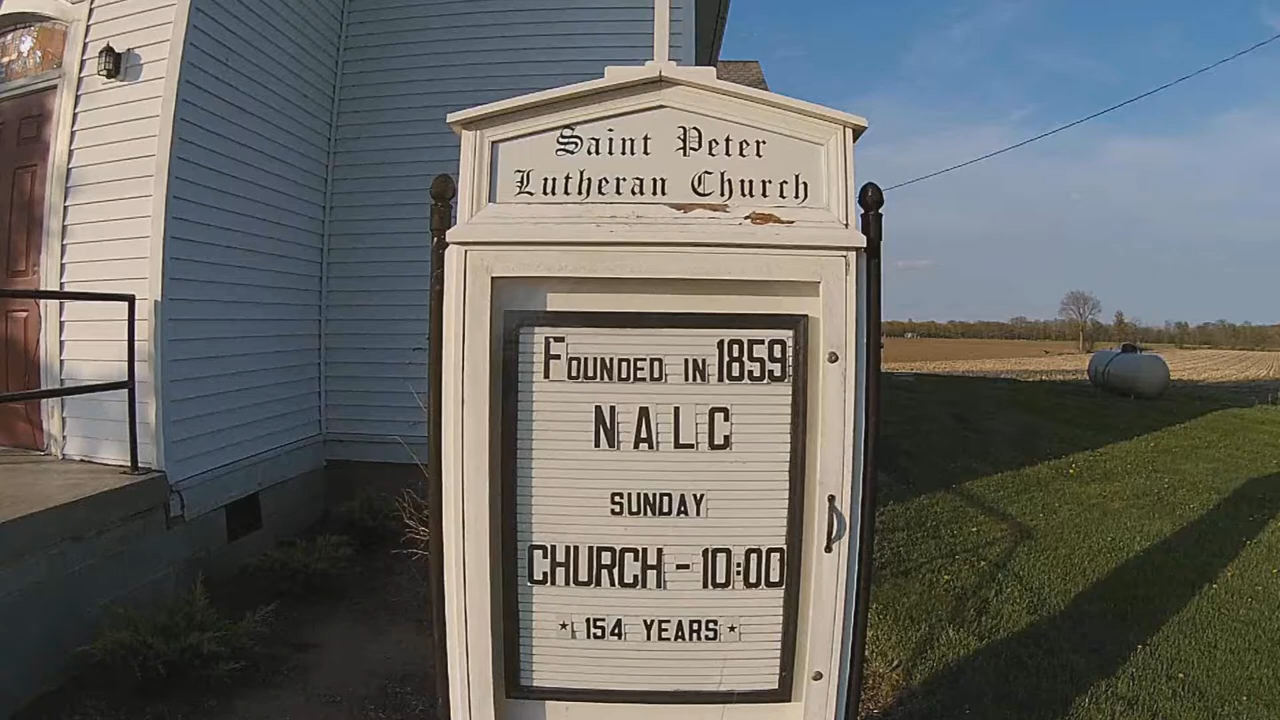 Saint Peter
Lutheran Church
FOUNDED IN 1859
NALC
SUNDAY
CHURCH - 10:00
★ 154 YEARS ★